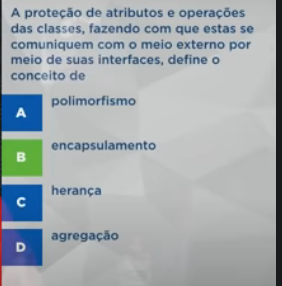 A proteção de atributos e operações
das classes, fazendo com que estas se
comuniquem com o meio externo por
meio de suas interfaces, define o
conceito de
A polimorfismo
B encapsulamento
C herança
D agregação